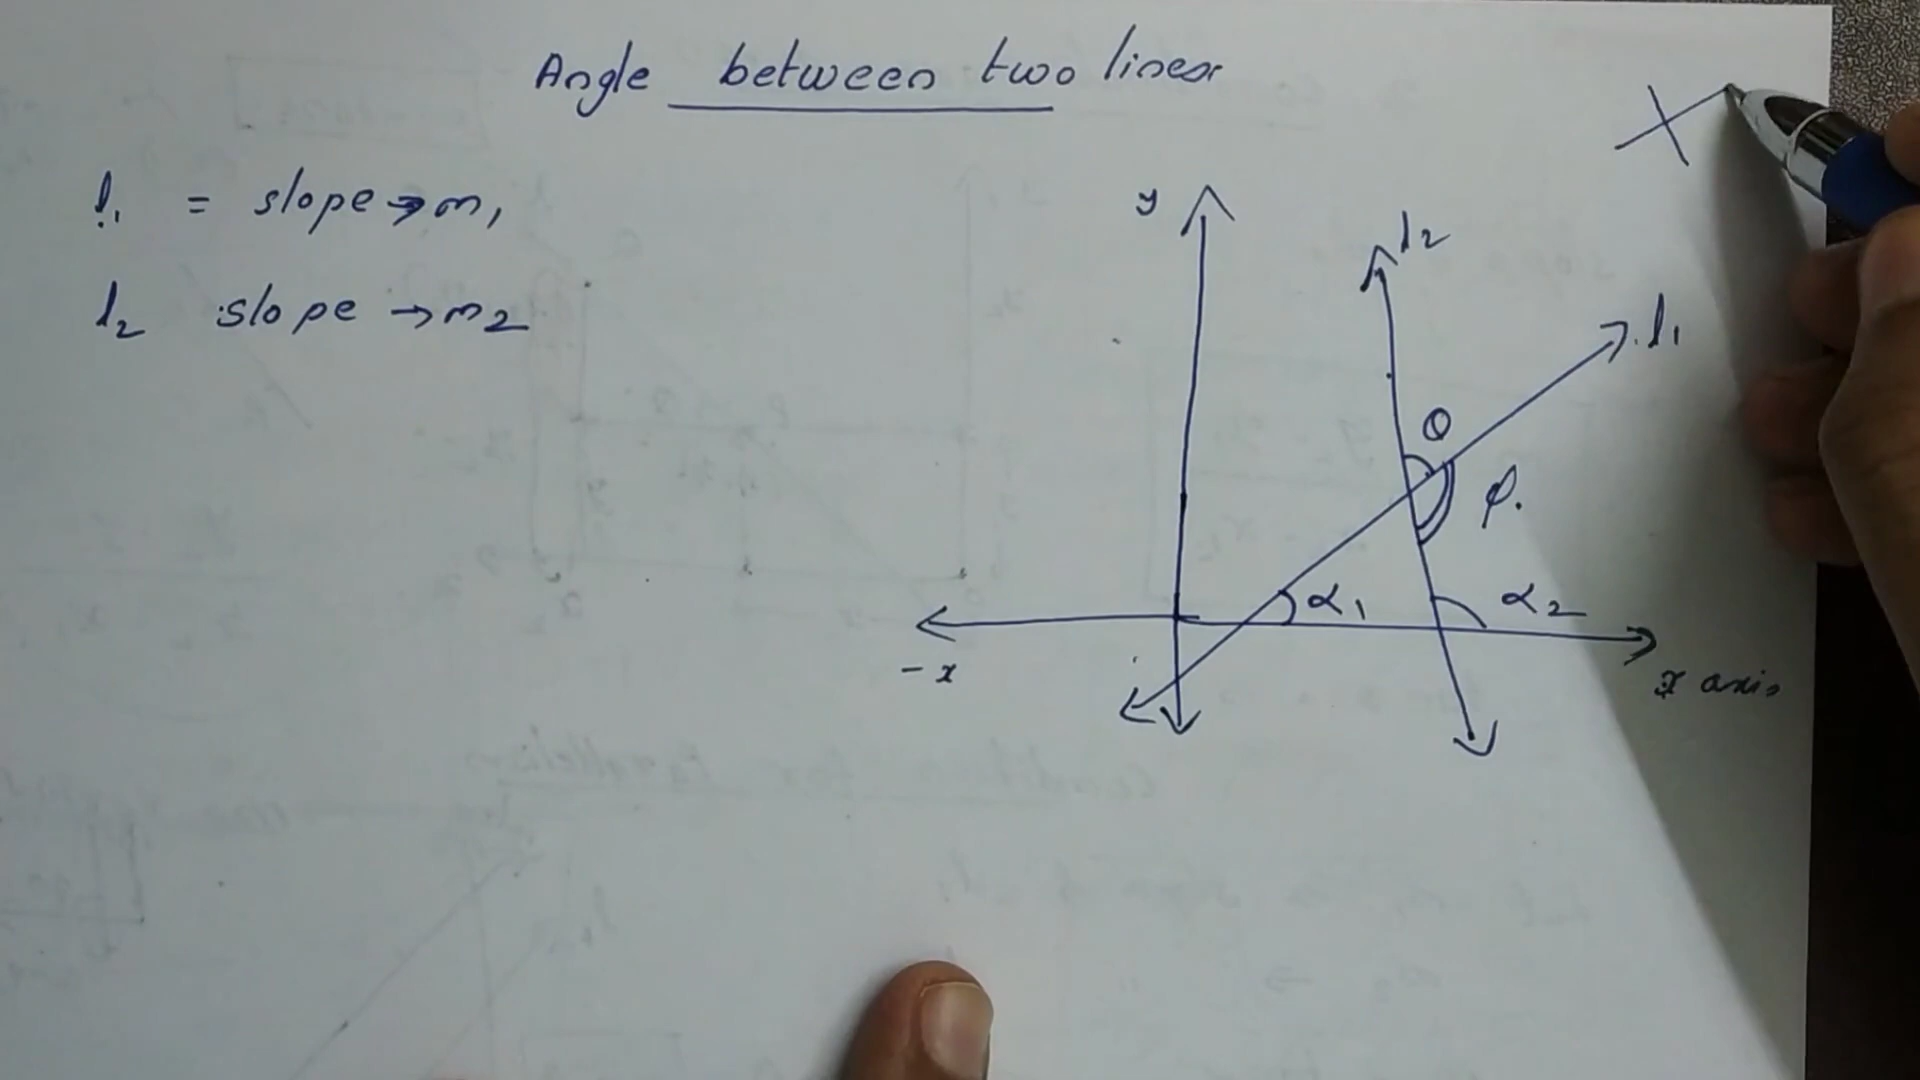 Angle between two lines
l₁ = slope → m₁
l₂ slope → m₂
y
l₂
l₁
θ
φ.
α₁
α₂
- x
x axis